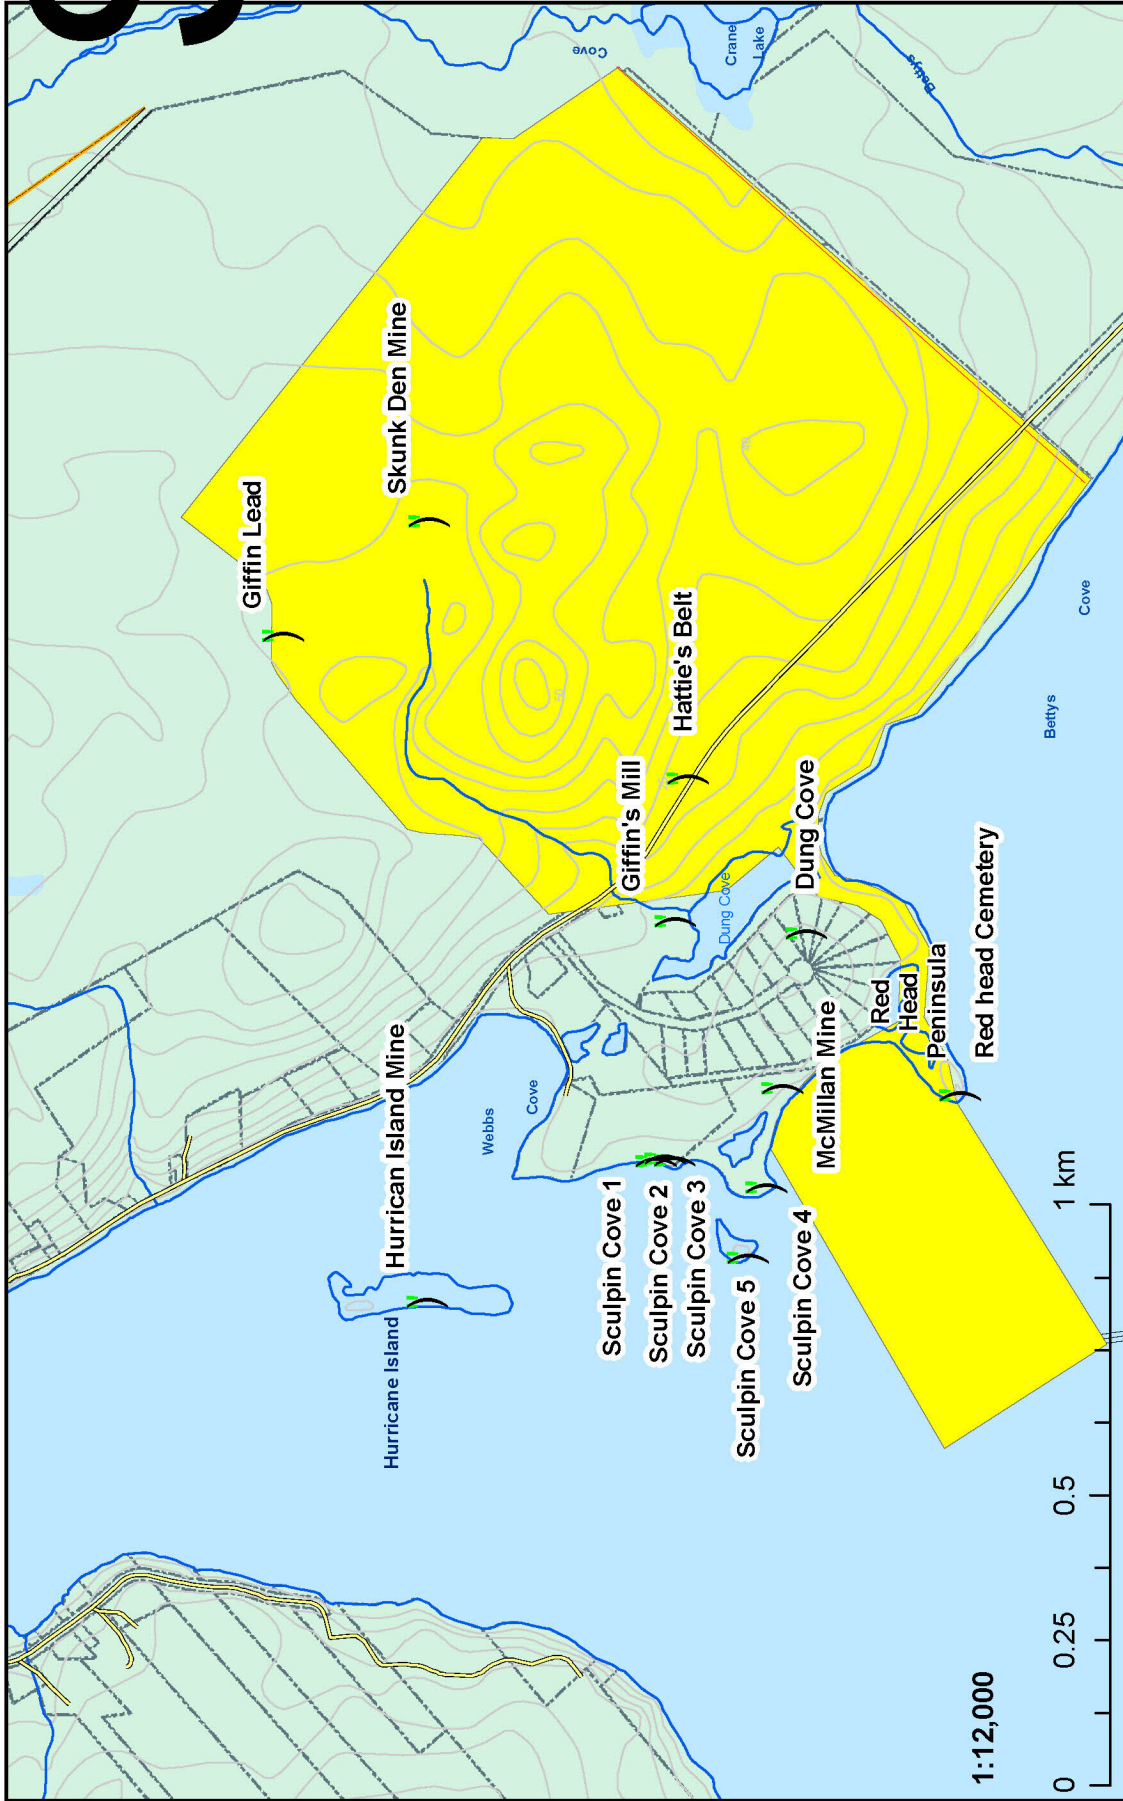 Cove
Crane
Lake
Bettys
Skunk Den Mine
Giffin Lead
Hattie's Belt
Cove
Bettys
Giffin's Mill
Dung Cove
Dung Cove
Red head Cemetery
Red
Head
Peninsula
McMillan Mine
Hurrican Island Mine
Webbs
Cove
Sculpin Cove 1
Sculpin Cove 2
Sculpin Cove 3
Sculpin Cove 4
Sculpin Cove 5
Hurricane Island
1:12,000
0 0.25 0.5 1 km